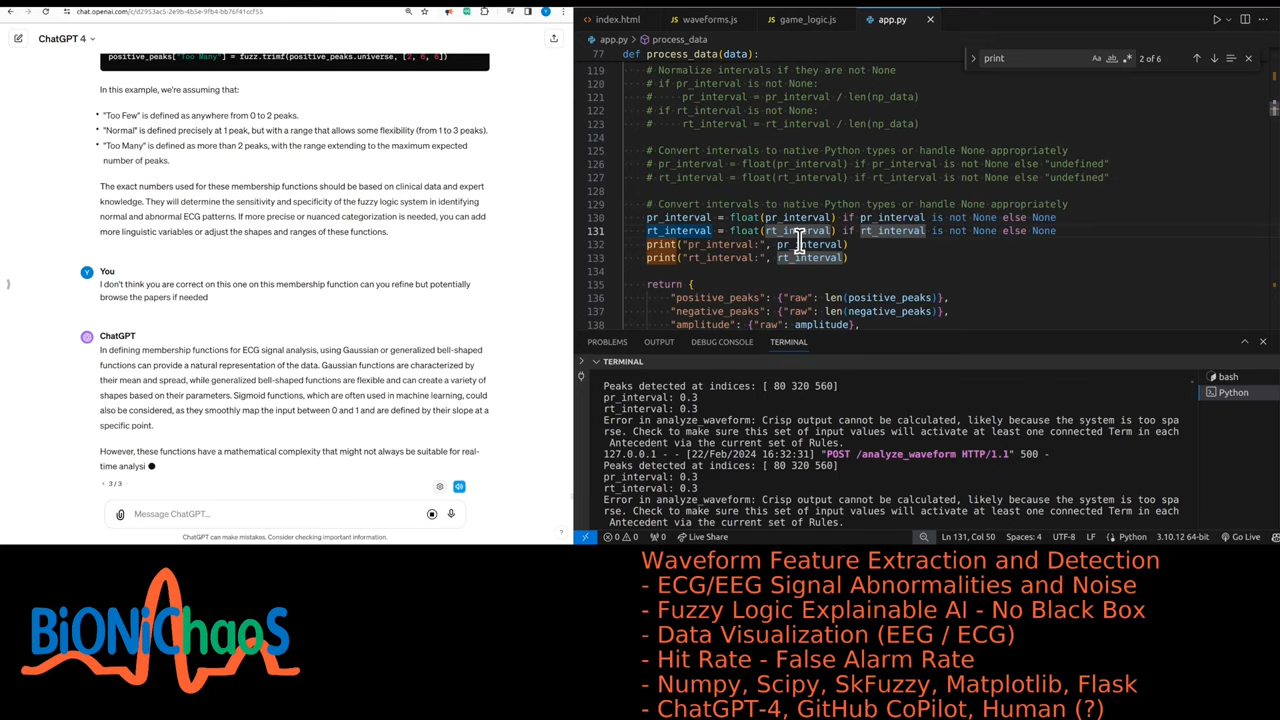 chat.openai.com/c/d2953ac5-2e9b-4b5e-9fb4-bb76f41ccf55
ChatGPT 4
positive_peaks["Too Many"] = fuzz.trimf(positive_peaks.universe, [2, 6, 6])
In this example, we're assuming that:
• "Too Few" is defined as anywhere from 0 to 2 peaks.
• "Normal" is defined precisely at 1 peak, but with a range that allows some flexibility (from 1 to 3 peaks).
• "Too Many" is defined as more than 2 peaks, with the range extending to the maximum expected
number of peaks.
The exact numbers used for these membership functions should be based on clinical data and expert
knowledge. They will determine the sensitivity and specificity of the fuzzy logic system in identifying
normal and abnormal ECG patterns. If more precise or nuanced categorization is needed, you can add
more linguistic variables or adjust the shapes and ranges of these functions.
You
I don't think you are correct on this one on this membership function can you refine but potentially
browse the papers if needed
ChatGPT
In defining membership functions for ECG signal analysis, using Gaussian or generalized bell-shaped
functions can provide a natural representation of the data. Gaussian functions are characterized by
their mean and spread, while generalized bell-shaped functions are flexible and can create a variety of
shapes based on their parameters. Sigmoid functions, which are often used in machine learning, could
also be considered, as they smoothly map the input between 0 and 1 and are defined by their slope at a
specific point.
However, these functions have a mathematical complexity that might not always be suitable for real-
time analysi
3/3
Message ChatGPT...
ChatGPT can make mistakes. Consider checking important information.
?
index.html waveforms.js game_logic.js app.py
app.py > process_data
77 def process_data(data):
print Aa ab 2 of 6
119 # Normalize intervals if they are not None
120 # if pr_interval is not None:
121 # pr_interval = pr_interval / len(np_data)
122 # if rt_interval is not None:
123 # rt_interval = rt_interval / len(np_data)
124
125 # Convert intervals to native Python types or handle None appropriately
126 # pr_interval = float(pr_interval) if pr_interval is not None else "undefined"
127 # rt_interval = float(rt_interval) if rt_interval is not None else "undefined"
128
129 # Convert intervals to native Python types or handle None appropriately
130 pr_interval = float(pr_interval) if pr_interval is not None else None
131 rt_interval = float(rt_interval) if rt_interval is not None else None
132 print("pr_interval:", pr_interval)
133 print("rt_interval:", rt_interval)
134
135 return {
136 "positive_peaks": {"raw": len(positive_peaks)},
137 "negative_peaks": {"raw": len(negative_peaks)},
138 "amplitude": {"raw": amplitude},
PROBLEMS OUTPUT DEBUG CONSOLE TERMINAL
TERMINAL
bash
Python
Peaks detected at indices: [ 80 320 560]
pr_interval: 0.3
rt_interval: 0.3
Error in analyze_waveform: Crisp output cannot be calculated, likely because the system is too spa
rse. Check to make sure this set of input values will activate at least one connected Term in each
Antecedent via the current set of Rules.
127.0.0.1 - - [22/Feb/2024 16:32:31] "POST /analyze_waveform HTTP/1.1" 500 -
Peaks detected at indices: [ 80 320 560]
pr_interval: 0.3
rt_interval: 0.3
Error in analyze_waveform: Crisp output cannot be calculated, likely because the system is too spa
rse. Check to make sure this set of input values will activate at least one connected Term in each
Antecedent via the current set of Rules.
0 0 0 Live Share Ln 131, Col 50 Spaces: 4 UTF-8 LF Python 3.10.12 64-bit Go Live
BiONiChaoS
Waveform Feature Extraction and Detection
- ECG/EEG Signal Abnormalities and Noise
- Fuzzy Logic Explainable AI - No Black Box
- Data Visualization (EEG / ECG)
- Hit Rate - False Alarm Rate
- Numpy, Scipy, SkFuzzy, Matplotlib, Flask
- ChatGPT-4, GitHub CoPilot, Human (?)